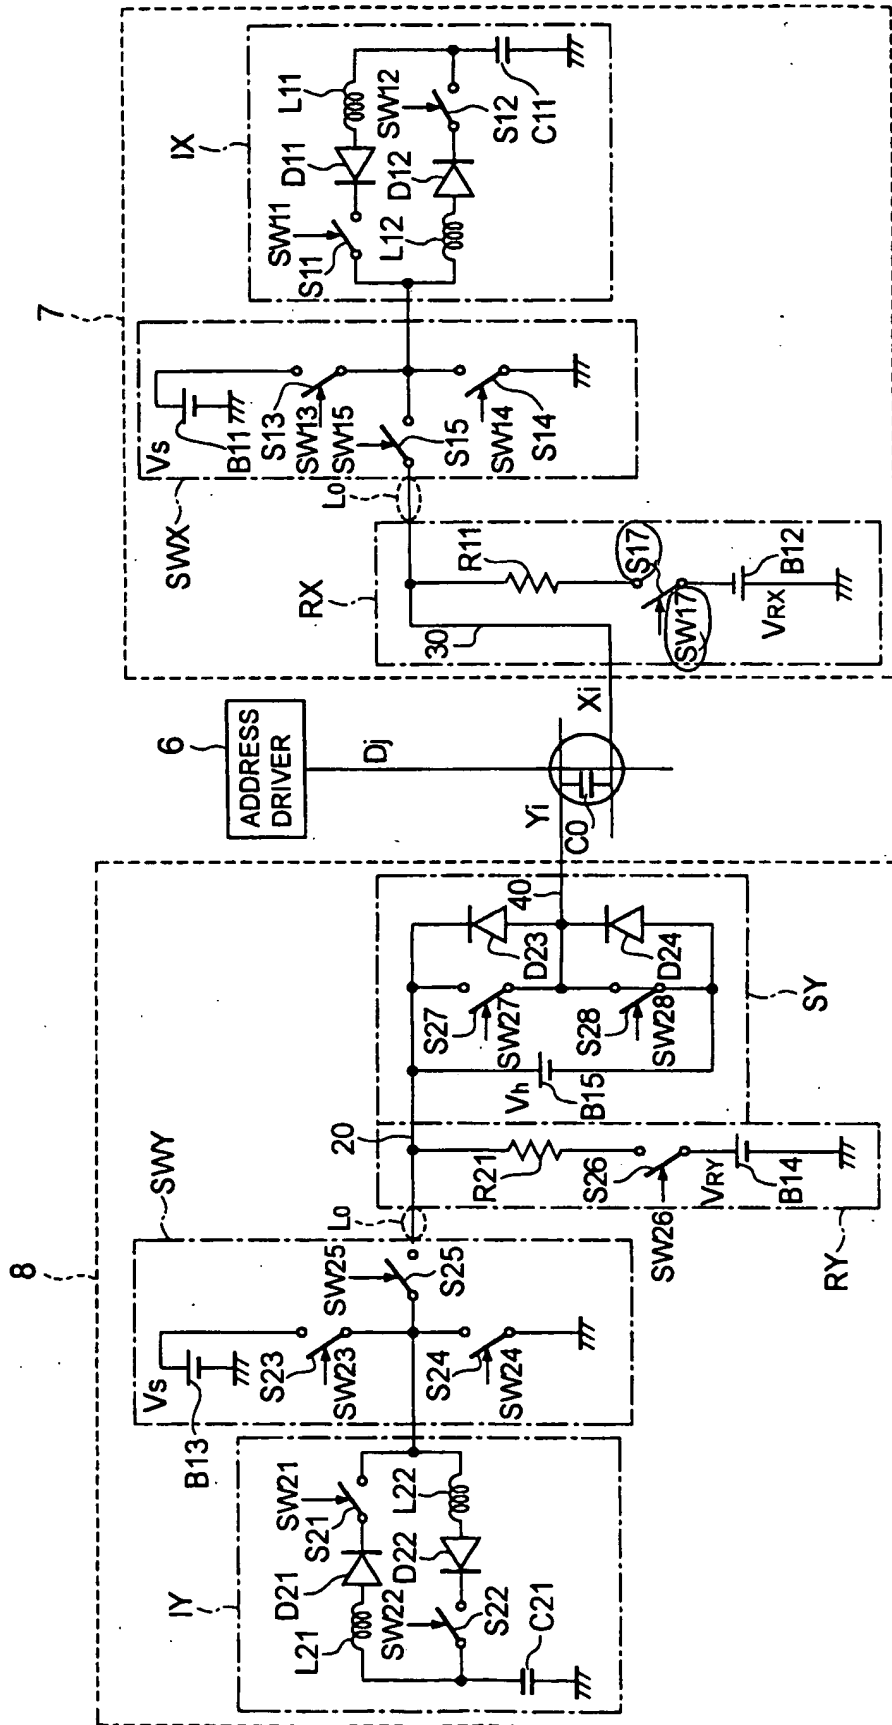 8
IY
L21
D21
S21
SW21
SW22
D22
L22
S22
C21
SWY
Vs
B13
S23
SW23
S24
SW24
SW25
S25
L0
20
R21
S26
SW26
VRY
B14
RY
Vh
B15
S27
SW27
S28
SW28
D23
D24
40
SY
6
ADDRESS
DRIVER
Dj
Yi
C0
Xi
7
RX
30
R11
S17
SW17
VRX
B12
L0
SWX
Vs
B11
S13
SW13
SW15
S15
SW14
S14
IX
SW11
S11
D11
L11
L12
D12
SW12
S12
C11